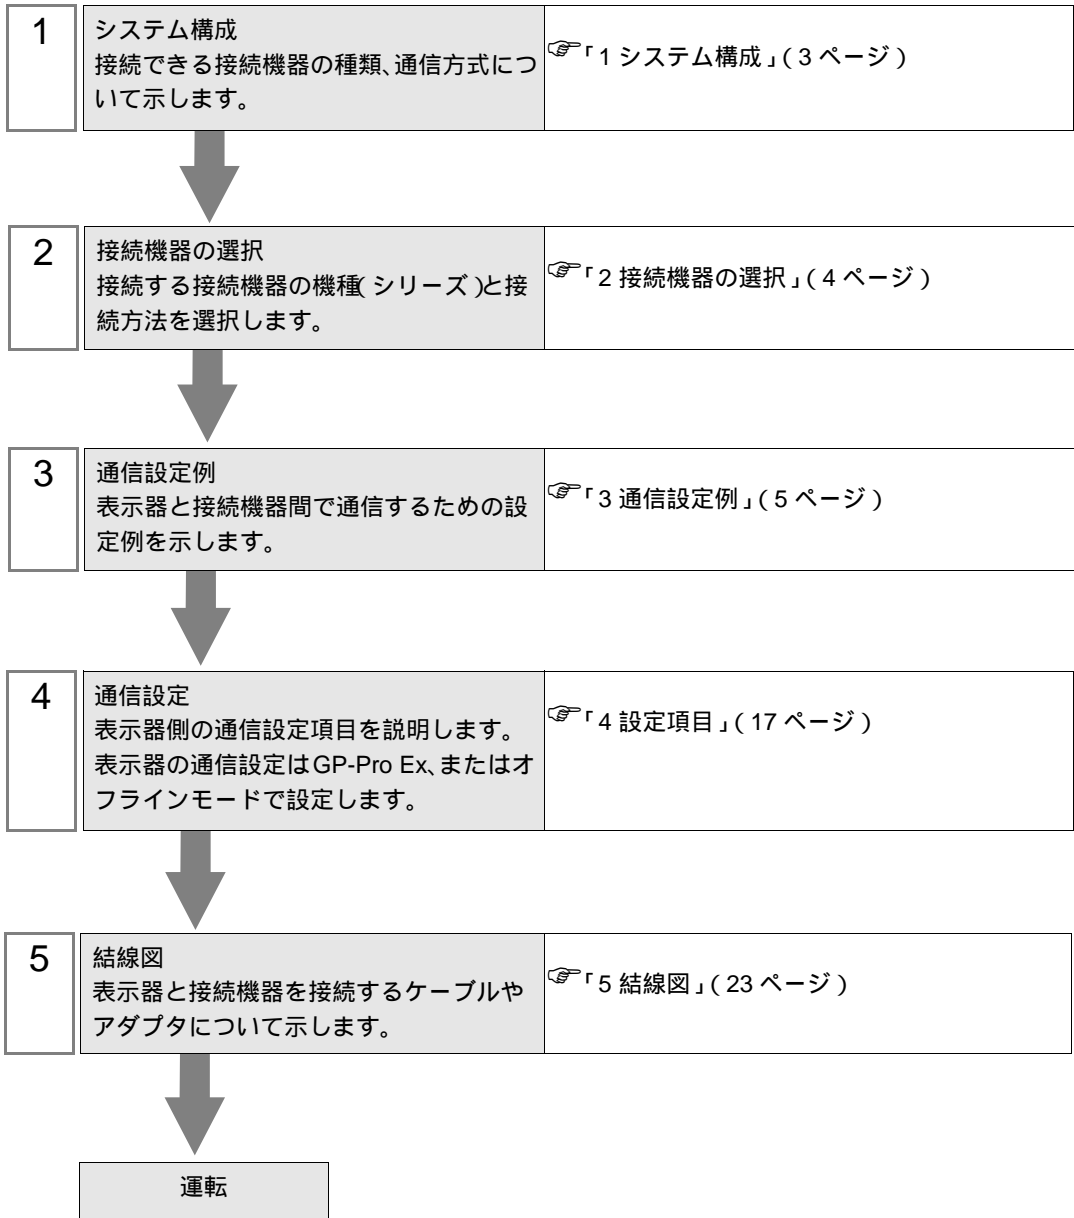 1
システム構成
接続できる接続機器の種類、通信方式につ
いて示します。
☞「1 システム構成」( 3 ページ )
2
接続機器の選択
接続する接続機器の機種( シリーズ )と接
続方法を選択します。
☞「2 接続機器の選択」( 4 ページ )
3
通信設定例
表示器と接続機器間で通信するための設
定例を示します。
☞「3 通信設定例」( 5 ページ )
4
通信設定
表示器側の通信設定項目を説明します。
表示器の通信設定はGP-Pro Ex、またはオ
フラインモードで設定します。
☞「4 設定項目」( 17 ページ )
5
結線図
表示器と接続機器を接続するケーブルや
アダプタについて示します。
☞「5 結線図」( 23 ページ )
運転